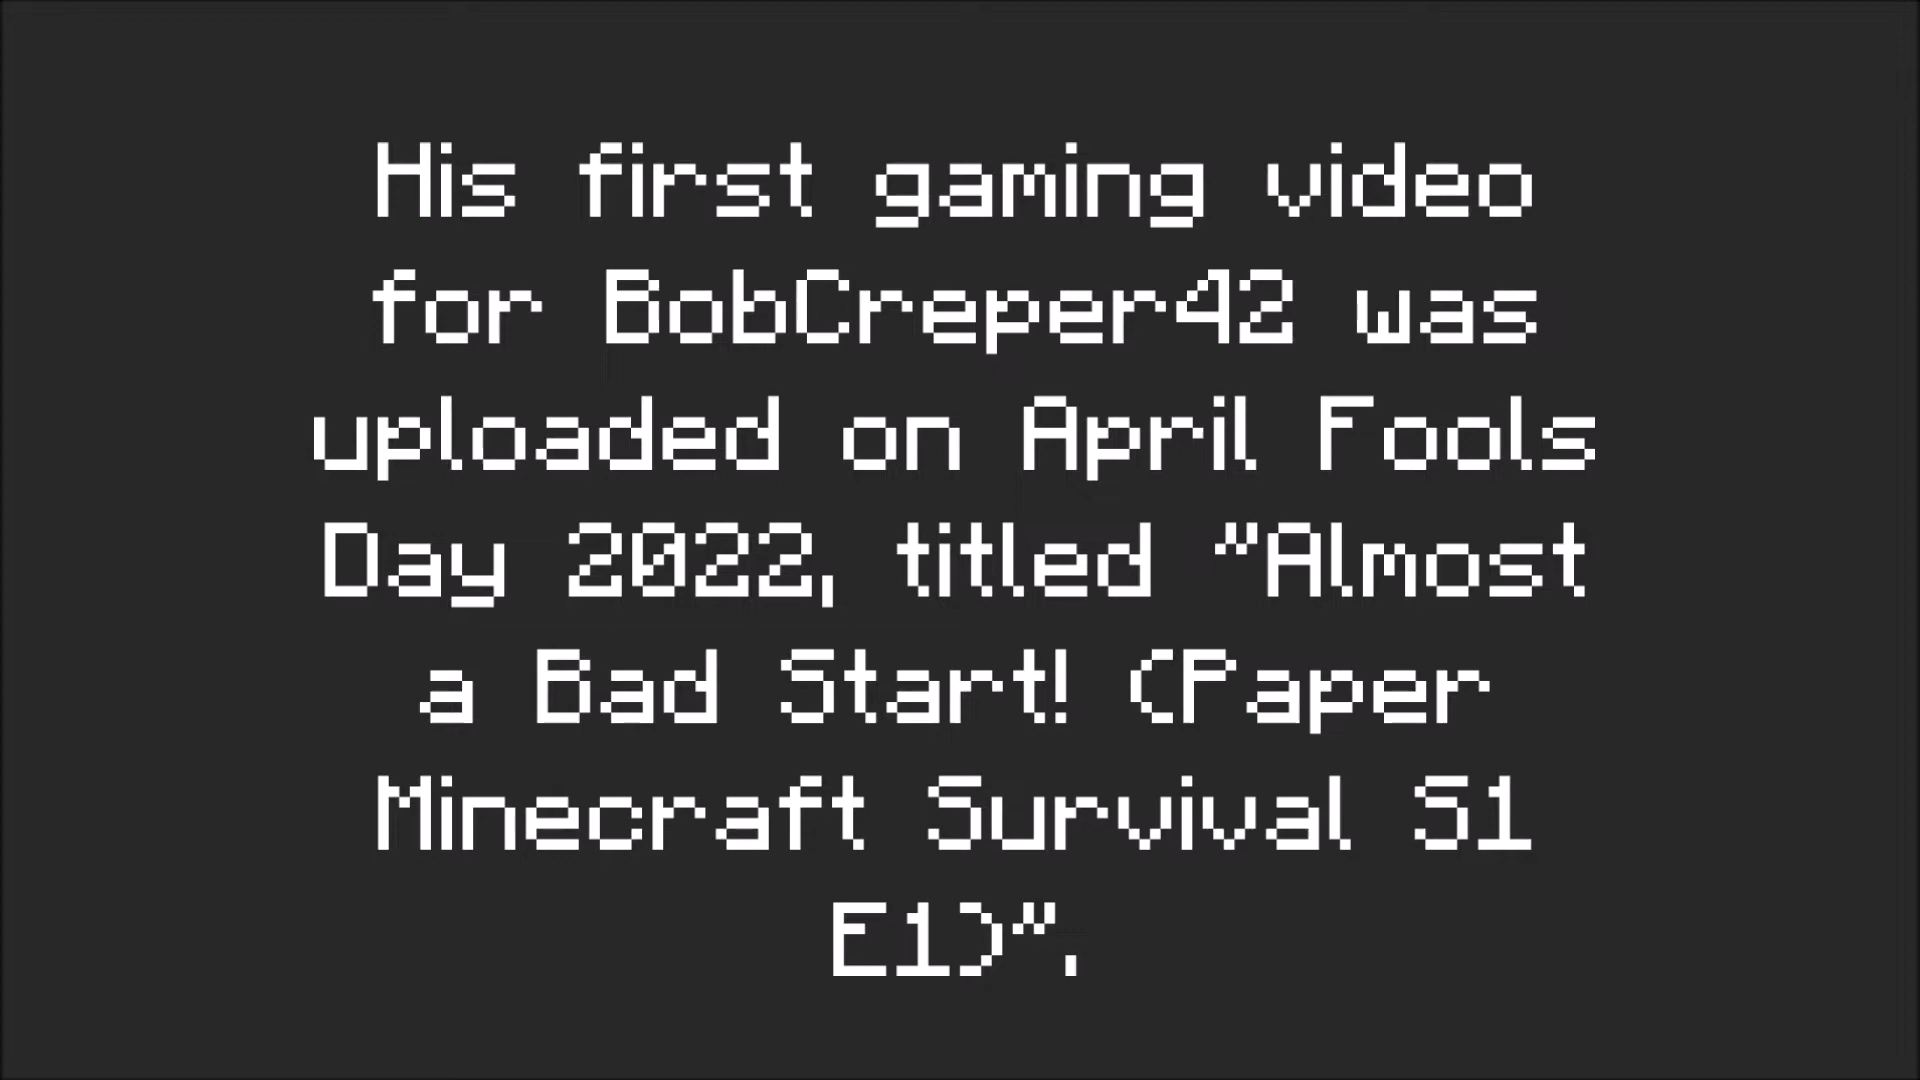 His first gaming video
for BobCreper42 was
uploaded on April Fools
Day 2022, titled "Almost
a Bad Start! (Paper
Minecraft Survival S1
E1)".